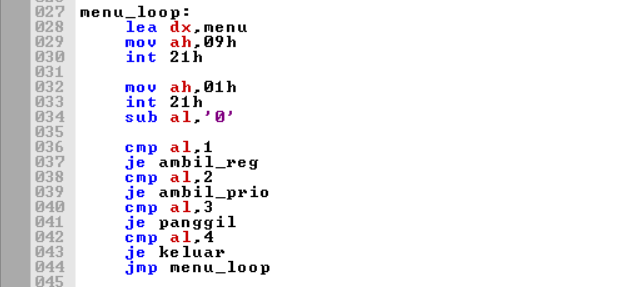 027 menu_loop:
028 lea dx,menu
029 mov ah,09h
030 int 21h
031
032 mov ah,01h
033 int 21h
034 sub al,'0'
035
036 cmp al,1
037 je ambil_reg
038 cmp al,2
039 je ambil_prio
040 cmp al,3
041 je panggil
042 cmp al,4
043 je keluar
044 jmp menu_loop
045